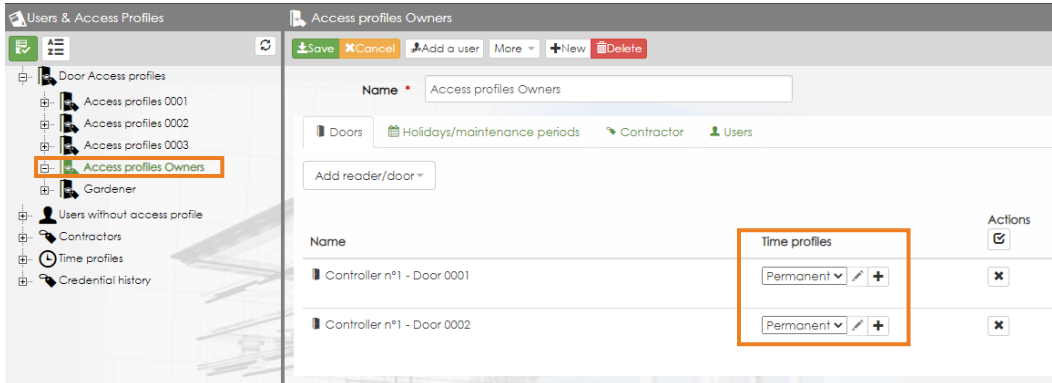 Users & Access Profiles
Access profiles Owners
Save Cancel Add a user More New Delete
Door Access profiles
Access profiles 0001
Access profiles 0002
Access profiles 0003
Access profiles Owners
Gardener
Users without access profile
Contractors
Time profiles
Credential history
Name * Access profiles Owners
Doors Holidays/maintenance periods Contractor Users
Add reader/door
Name Time profiles Actions
Controller n°1 - Door 0001 Permanent
Controller n°1 - Door 0002 Permanent